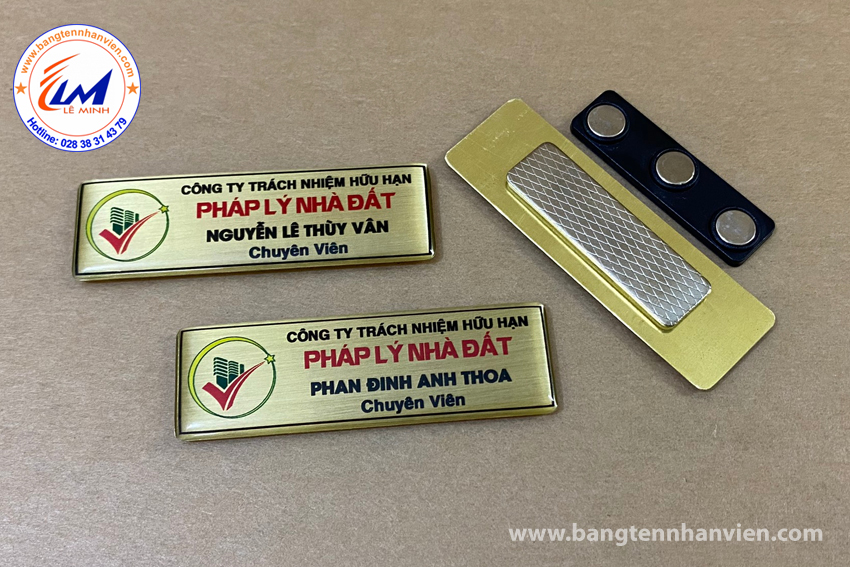 www.bangtennhanvien.com
LM
LÊ MINH
Hotline: 028 38 31 43 79
CÔNG TY TRÁCH NHIỆM HỮU HẠN
PHÁP LÝ NHÀ ĐẤT
NGUYỄN LÊ THÙY VÂN
Chuyên Viên
CÔNG TY TRÁCH NHIỆM HỮU HẠN
PHÁP LÝ NHÀ ĐẤT
PHAN ĐINH ANH THOA
Chuyên Viên
www.bangtennhanvien.com